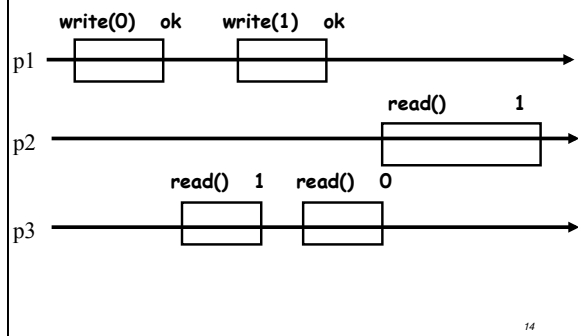 write(0) ok write(1) ok
p1
read() 1
p2
read() 1 read() 0
p3
14